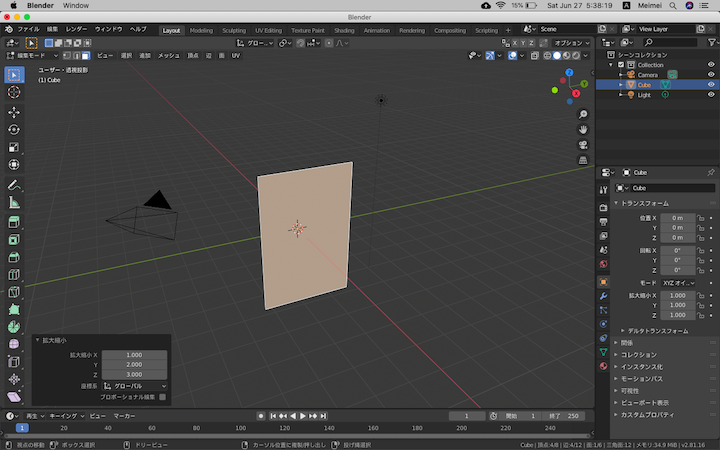 Blender Window 15% Sat Jun 27 5:38:19 Meimei
Blender
ファイル 編集 レンダー ウィンドウ ヘルプ Layout Modeling Sculpting UV Editing Texture Paint Shading Animation Rendering Compositing Scripting + Scene View Layer
グロー... X Y Z オプション
編集モード ビュー 選択 追加 メッシュ 頂点 辺 面 UV
シーンコレクション
Collection
Camera
Cube
Light
ユーザー・透視投影
(1) Cube
Z
Y
X
Cube
Cube
トランスフォーム
位置 X 0 m
Y 0 m
Z 0 m
回転 X 0°
Y 0°
Z 0°
モード XYZ オイ...
拡大縮小 X 1.000
Y 1.000
Z 1.000
デルタトランスフォーム
関係
コレクション
インスタンス化
モーションパス
可視性
ビューポート表示
カスタムプロパティ
拡大縮小
拡大縮小 X 1.000
Y 2.000
Z 3.000
座標系 グローバル
プロポーショナル編集
再生 キーイング ビュー マーカー 1 開始 1 終了 250
1 20 40 60 80 100 120 140 160 180 200 220 240
視点の移動 ボックス選択 ドリービュー カーソル位置に複製/押し出し 投げ縄選択 Cube | 頂点:4/8 | 辺:4/12 | 面:1/6 | 三角面:12 | メモリ:34.9 MiB | v2.81.16